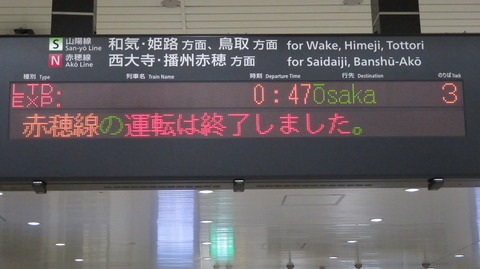 S 山陽線 San-yō Line 和気・姫路 方面、鳥取 方面 for Wake, Himeji, Tottori
N 赤穂線 Akō Line 西大寺・播州赤穂 方面 for Saidaiji, Banshū-Akō
種別 Type 列車名 Train Name 時刻 Departure Time 行先 Destination のりば Track
LTD. EXP. 0:47 Ōsaka 3
赤穂線の運転は終了しました。